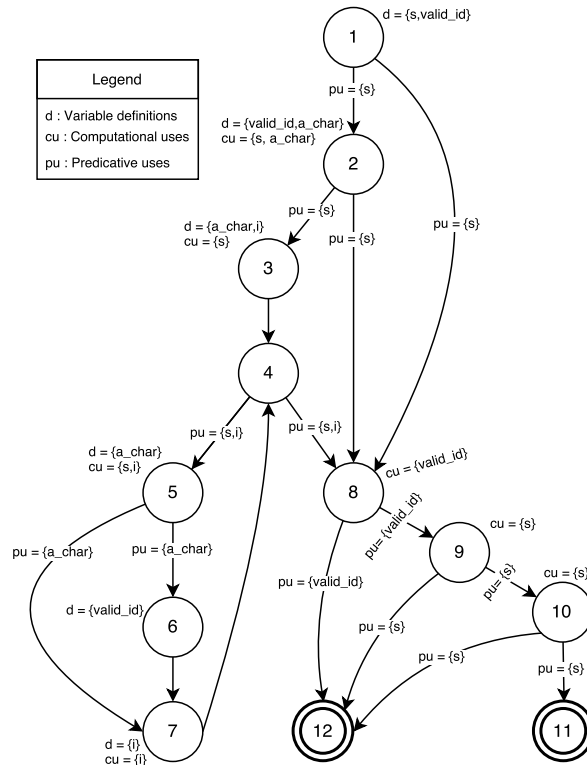 1
d = {s,valid_id}
Legend
d : Variable definitions
cu : Computational uses
pu : Predicative uses
pu = {s}
d = {valid_id,a_char}
cu = {s, a_char}
2
pu = {s}
pu = {s}
pu = {s}
d = {a_char,i}
cu = {s}
3
4
pu = {s,i}
pu = {s,i}
d = {a_char}
cu = {s,i}
5
cu = {valid_id}
8
pu={valid_id}
cu = {s}
9
pu = {a_char}
pu = {a_char}
pu = {valid_id}
pu={s}
cu = {s}
10
d = {valid_id}
6
pu = {s}
pu = {s}
pu = {s}
7
d = {i}
cu = {i}
12
11